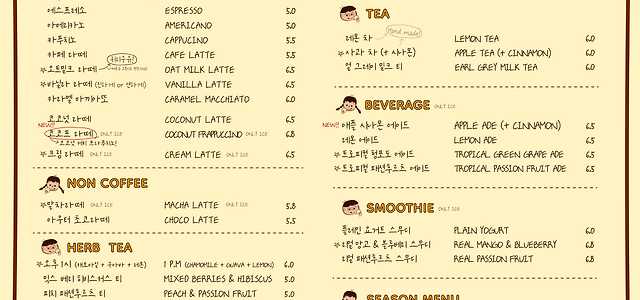 에스프레소 ESPRESSO 5.0
아메리카노 AMERICANO 5.0
카푸치노 CAPPUCINO 5.5
카페 라떼 CAFE LATTE 5.5
오트밀크 라떼 OAT MILK LATTE 6.5
바닐라 라떼 VANILLA LATTE 6.5
카라멜 마끼아또 CARAMEL MACCHIATO 6.0
코코넛 라떼 COCONUT LATTE ONLY ICE 6.5
NEW!!
COCONUT FRAPPUCCINO ONLY ICE 6.8
크림 라떼 ONLY ICE CREAM LATTE ONLY ICE 6.5
NON COFFEE
말차 라떼 ONLY ICE MACHA LATTE ONLY ICE 5.8
초코라떼 CHOCO LATTE 5.5
HERB TEA
오후 1시 1 P.M (CHAMOMILE + GUAVA + LEMON) 6.0
믹스 베리 히비스커스 티 MIXED BERRIES & HIBISCUS 5.0
피치 패션후르츠 티 PEACH & PASSION FRUIT 5.0
TEA
Hand made!
레몬 차 LEMON TEA 6.0
사과 차 (+ 시나몬) APPLE TEA (+ CINNAMON) 6.0
얼 그레이 밀크 티 EARL GREY MILK TEA 6.0
BEVERAGE ONLY ICE
NEW!! 애플 시나몬 에이드 APPLE ADE (+ CINNAMON) 6.5
레몬 에이드 LEMON ADE 6.5
트로피컬 청포도 에이드 TROPICAL GREEN GRAPE ADE 6.5
트로피컬 패션후르츠 에이드 TROPICAL PASSION FRUIT ADE 6.5
SMOOTHIE ONLY ICE
플레인 요거트 스무디 PLAIN YOGURT 6.0
리얼 망고 & 블루베리 스무디 REAL MANGO & BLUEBERRY 6.8
리얼 패션후르츠 스무디 REAL PASSION FRUIT 6.8
SEASON MENU